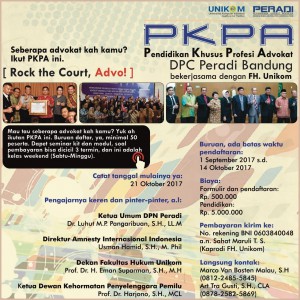 UNIKOM
PERADI
PKPA
Pendidikan Khusus Profesi Advokat
DPC Peradi Bandung
bekerjasama dengan FH. Unikom
Seberapa advokat kah kamu?
Ikut PKPA ini.
[ Rock the Court, Advo! ]
Mau tau seberapa advokat kah kamu? Yuk ah
ikutan PKPA ini. Buruan daftar, ya, minimal 50
peserta. Dapet seminar kit dan modul, soal
pembayaran bisa dicicil 3 termin, dan ini adalah
kelas weekend (Sabtu-Minggu).
Catat tanggal mulainya ya:
21 Oktober 2017
Pengajarnya keren dan pinter-pinter, a.l:
Ketua Umum DPN Peradi
Dr. Luhut M.P. Pangaribuan, S.H., LL.M
Direktur Amnesty Internasional Indonesia
Usman Hamid, S.H., M. Phil
Dekan Fakultas Hukum Unikom
Prof. Dr. H. Eman Suparman, S.H., M.H
Ketua Dewan Kehormatan Penyelenggara Pemilu
Prof. Dr. Harjono, S.H., MCL
Buruan, ada batas waktu
pendaftaran:
1 September 2017 s.d.
14 Oktober 2017.
Biaya:
Formulir dan pendaftaran:
Rp. 500.000
Pendidikan:
Rp. 5.000.000
Pembayaran kirim ke:
No. rekening BNI 0603840048
a.n. Sahat Maruli T. S.
(Kaprodi FH. Unikom)
Langsung kontak:
Marco Van Basten Malau, S.H
(0812-2485-5845)
Art Tra Gusti, S.H., CLA
(0878-2582-5869)